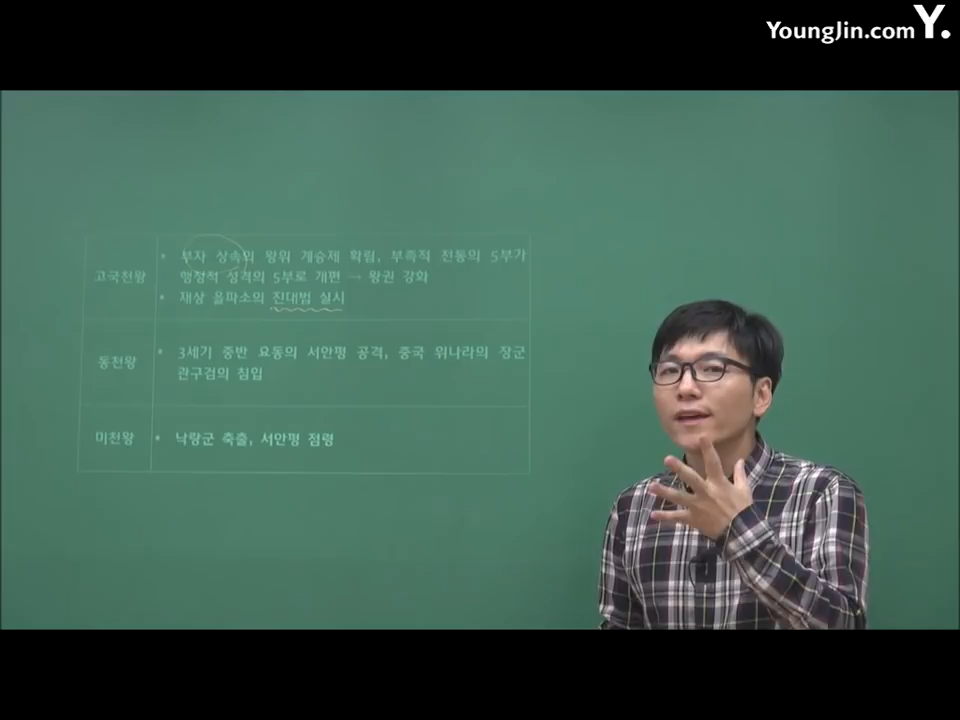 YoungJin.com Y.
고국천왕
• 부자 상속의 왕위 계승제 확립, 부족적 전통의 5부가
행정적 성격의 5부로 개편 → 왕권 강화
• 재상 을파소의 진대법 실시
동천왕
• 3세기 중반 요동의 서안평 공격, 중국 위나라의 장군
관구검의 침입
미천왕
• 낙랑군 축출, 서안평 점령